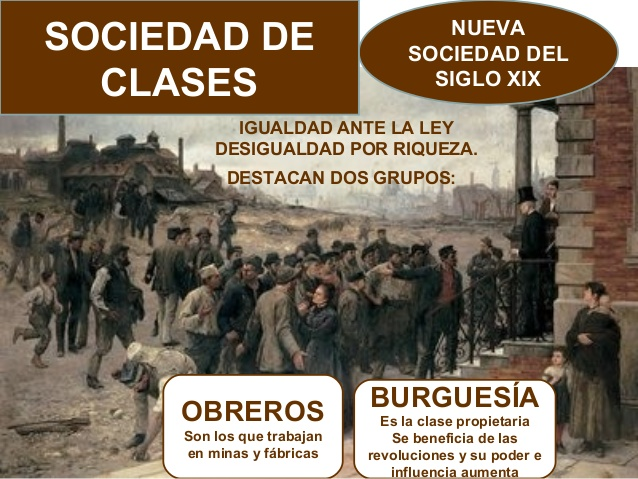 SOCIEDAD DE
CLASES
NUEVA
SOCIEDAD DEL
SIGLO XIX
IGUALDAD ANTE LA LEY
DESIGUALDAD POR RIQUEZA.
DESTACAN DOS GRUPOS:
OBREROS
Son los que trabajan
en minas y fábricas
BURGUESÍA
Es la clase propietaria
Se beneficia de las
revoluciones y su poder e
influencia aumenta